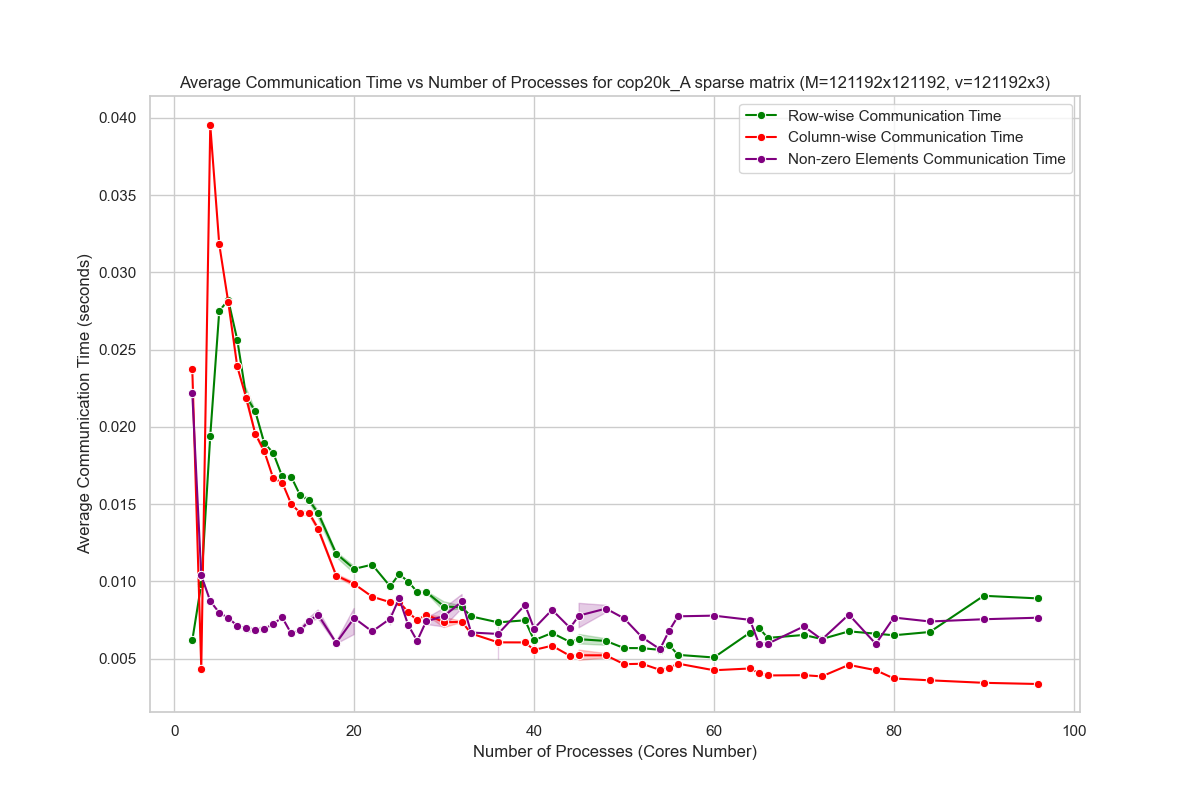 Average Communication Time vs Number of Processes for cop20k_A sparse matrix (M=121192x121192, v=121192x3)
Row-wise Communication Time
Column-wise Communication Time
Non-zero Elements Communication Time
Average Communication Time (seconds)
0.040
0.035
0.030
0.025
0.020
0.015
0.010
0.005
0 20 40 60 80 100
Number of Processes (Cores Number)